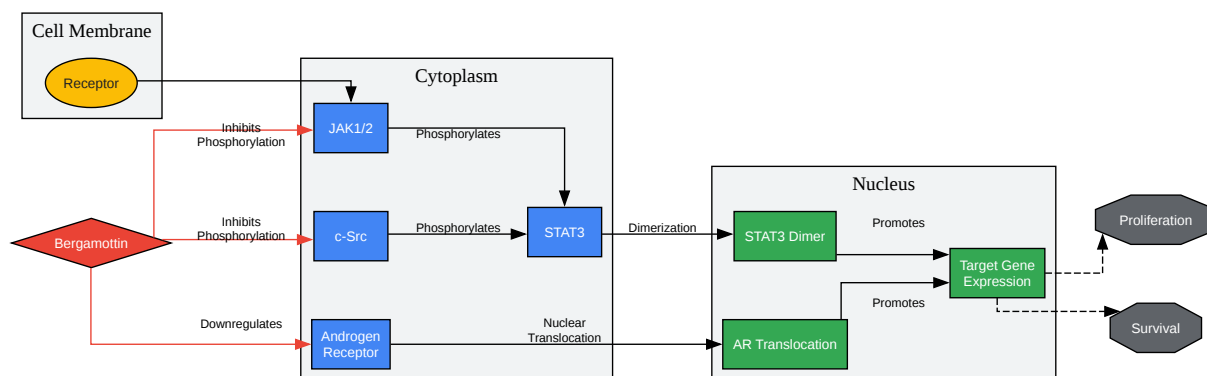 Cell Membrane
Receptor
Cytoplasm
Inhibits
Phosphorylation
JAK1/2
Phosphorylates
Nucleus
Bergamottin
Inhibits
Phosphorylation
c-Src
Phosphorylates
STAT3
Dimerization
STAT3 Dimer
Promotes
Target Gene
Expression
Proliferation
Downregulates
Androgen
Receptor
Nuclear
Translocation
AR Translocation
Promotes
Survival